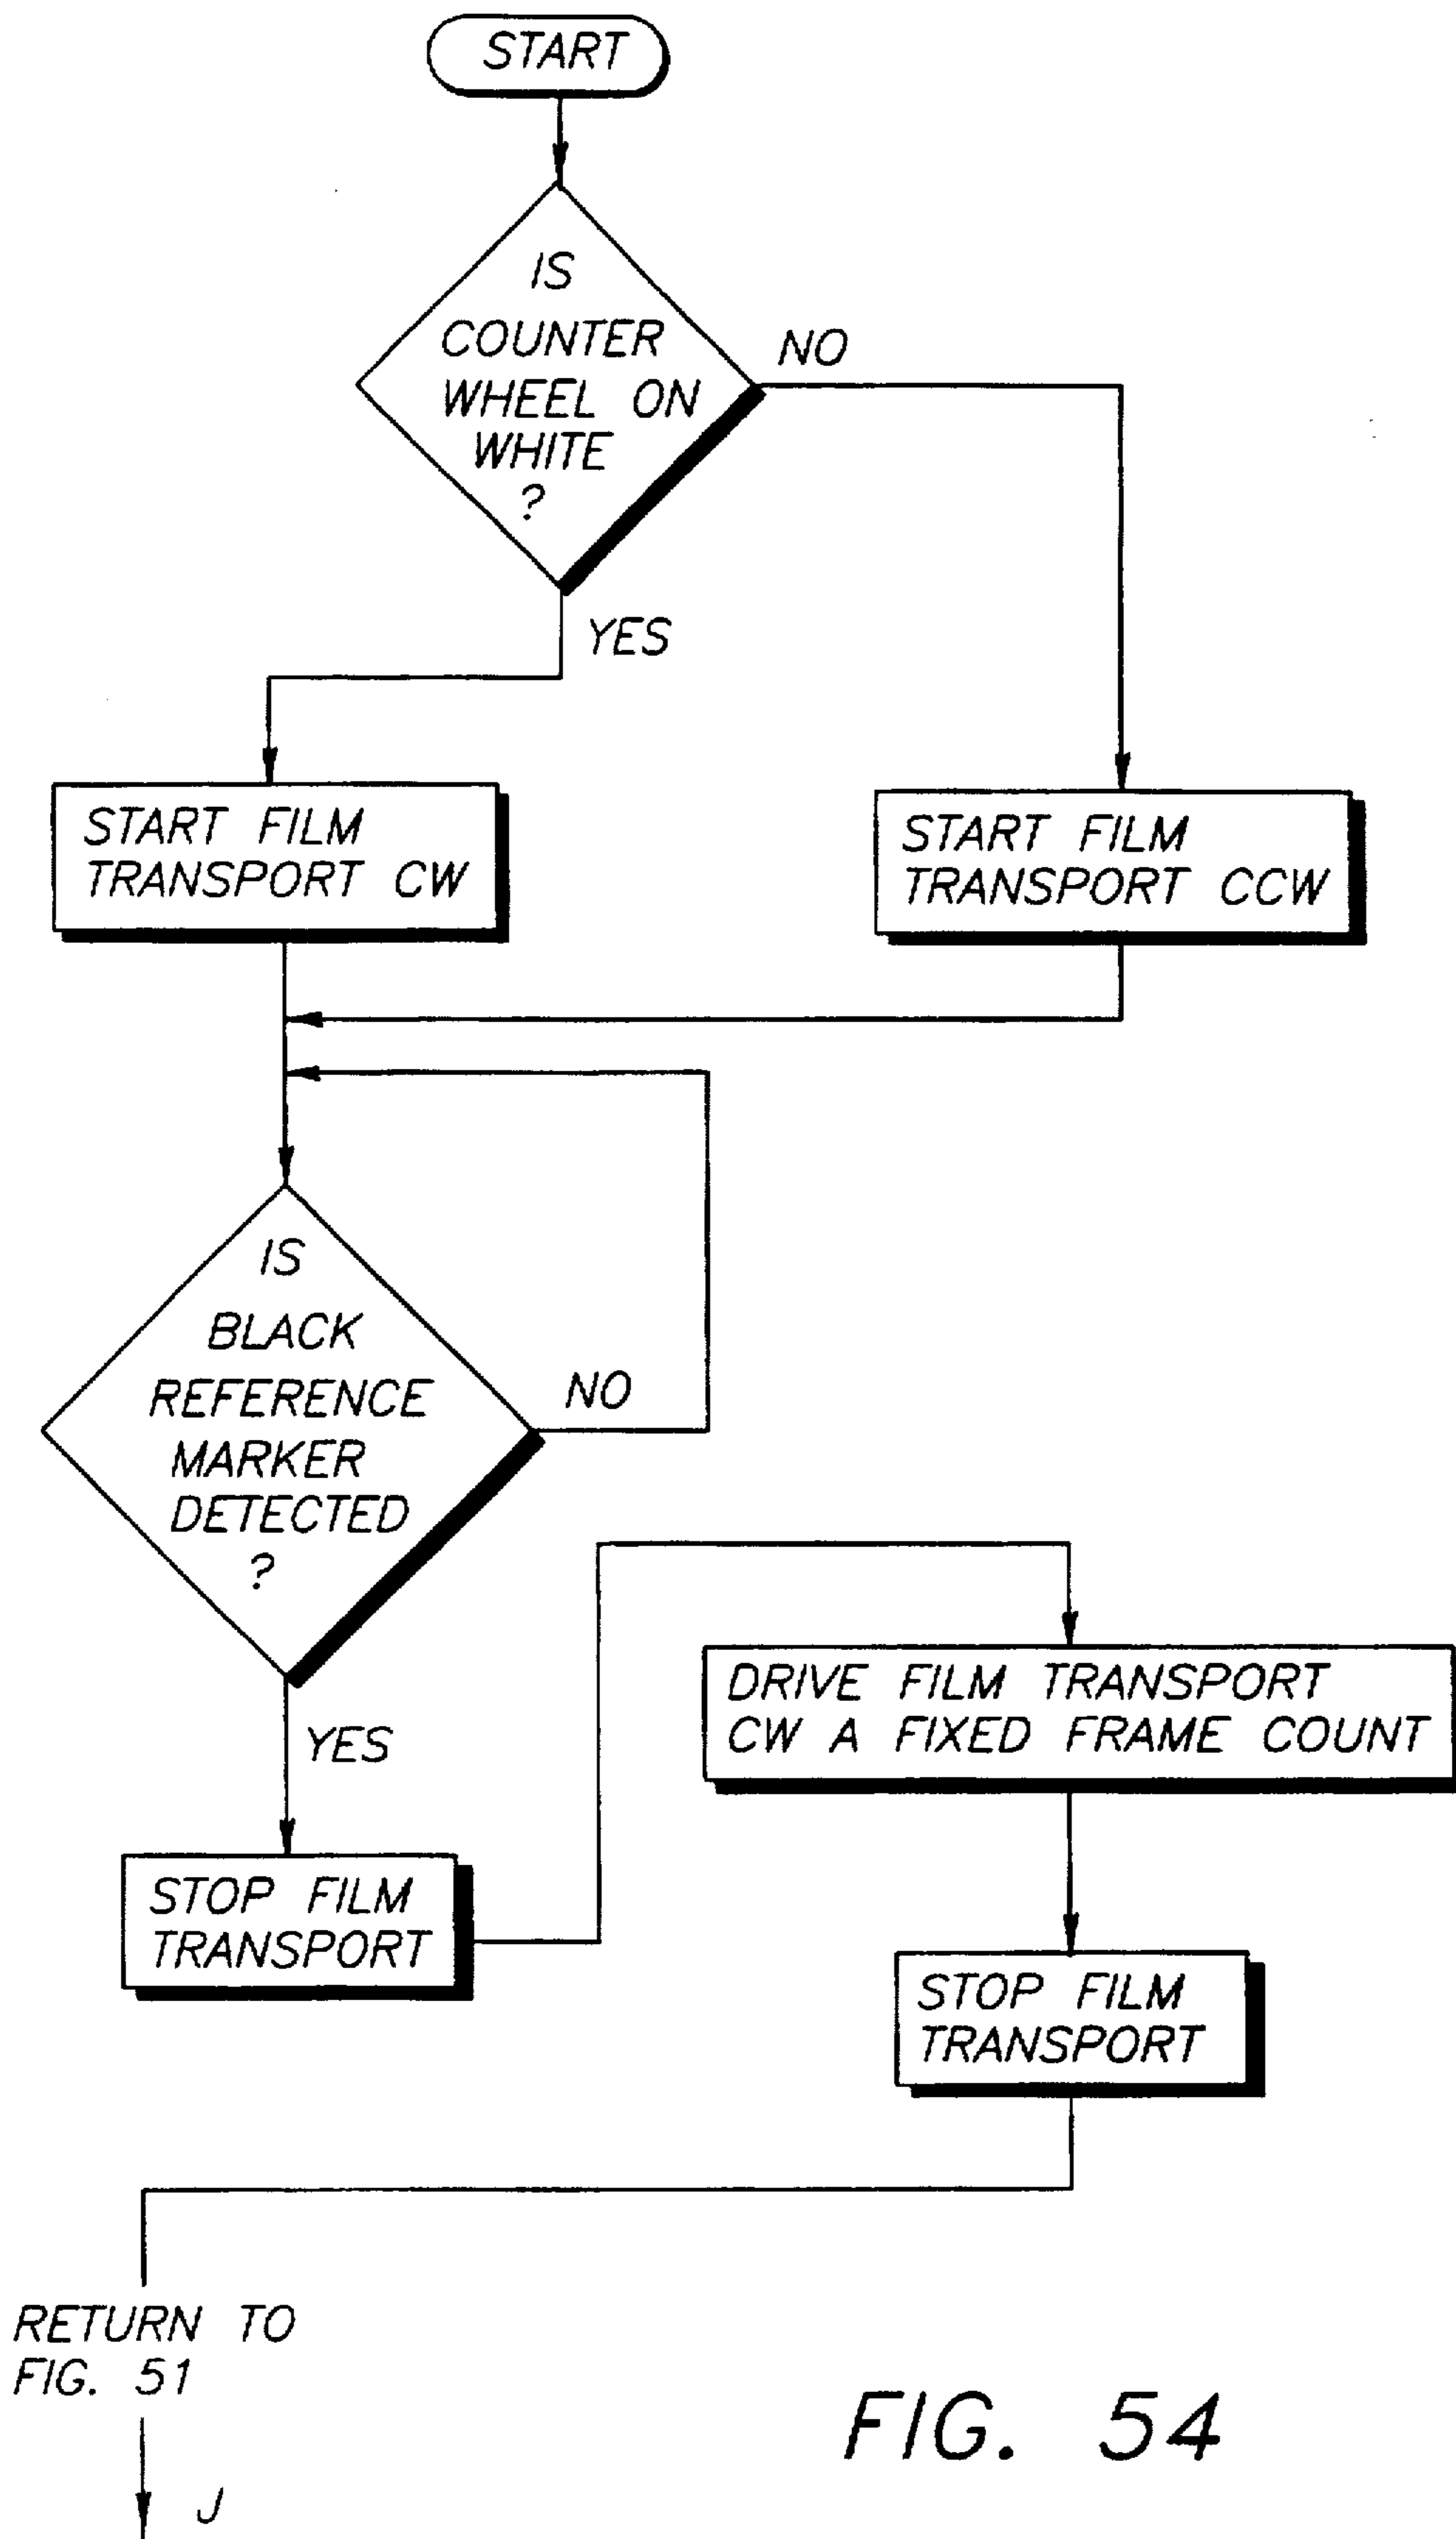 START
IS
COUNTER
WHEEL ON
WHITE
?
NO
YES
START FILM
TRANSPORT CW
START FILM
TRANSPORT CCW
IS
BLACK
REFERENCE
MARKER
DETECTED
?
NO
YES
STOP FILM
TRANSPORT
DRIVE FILM TRANSPORT
CW A FIXED FRAME COUNT
STOP FILM
TRANSPORT
RETURN TO
FIG. 51
J
FIG. 54